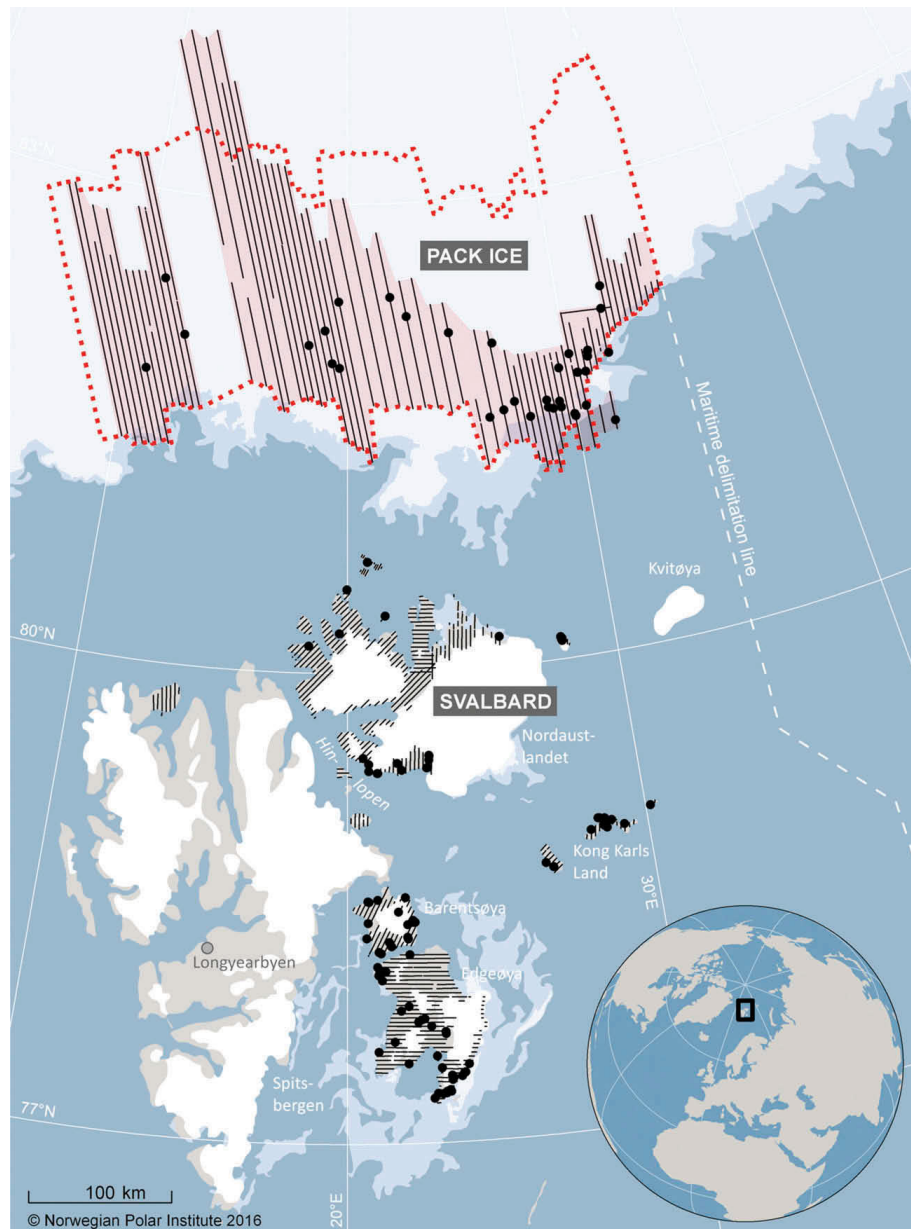 83°N
PACK ICE
Maritime delimitation line
Kvitøya
80°N
SVALBARD
Nordaust-
landet
Hin-
lopen
Kong Karls
Land
30°E
Barentsøya
Longyearbyen
Edgeøya
Spits-
bergen
77°N
20°E
100 km
© Norwegian Polar Institute 2016